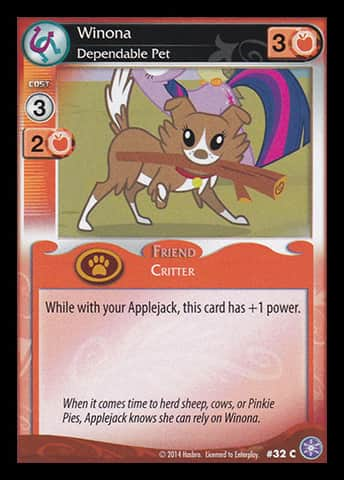 Winona
Dependable Pet
3
COST
3
2
FRIEND
CRITTER
While with your Applejack, this card has +1 power.
When it comes time to herd sheep, cows, or Pinkie
Pies, Applejack knows she can rely on Winona.
© 2014 Hasbro. Licensed to Enterplay. #32 C